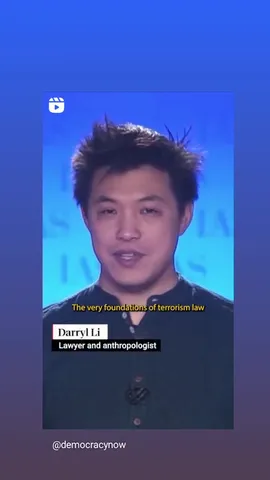 The very foundations of terrorism law
Darryl Li
Lawyer and anthropologist
@democracynow